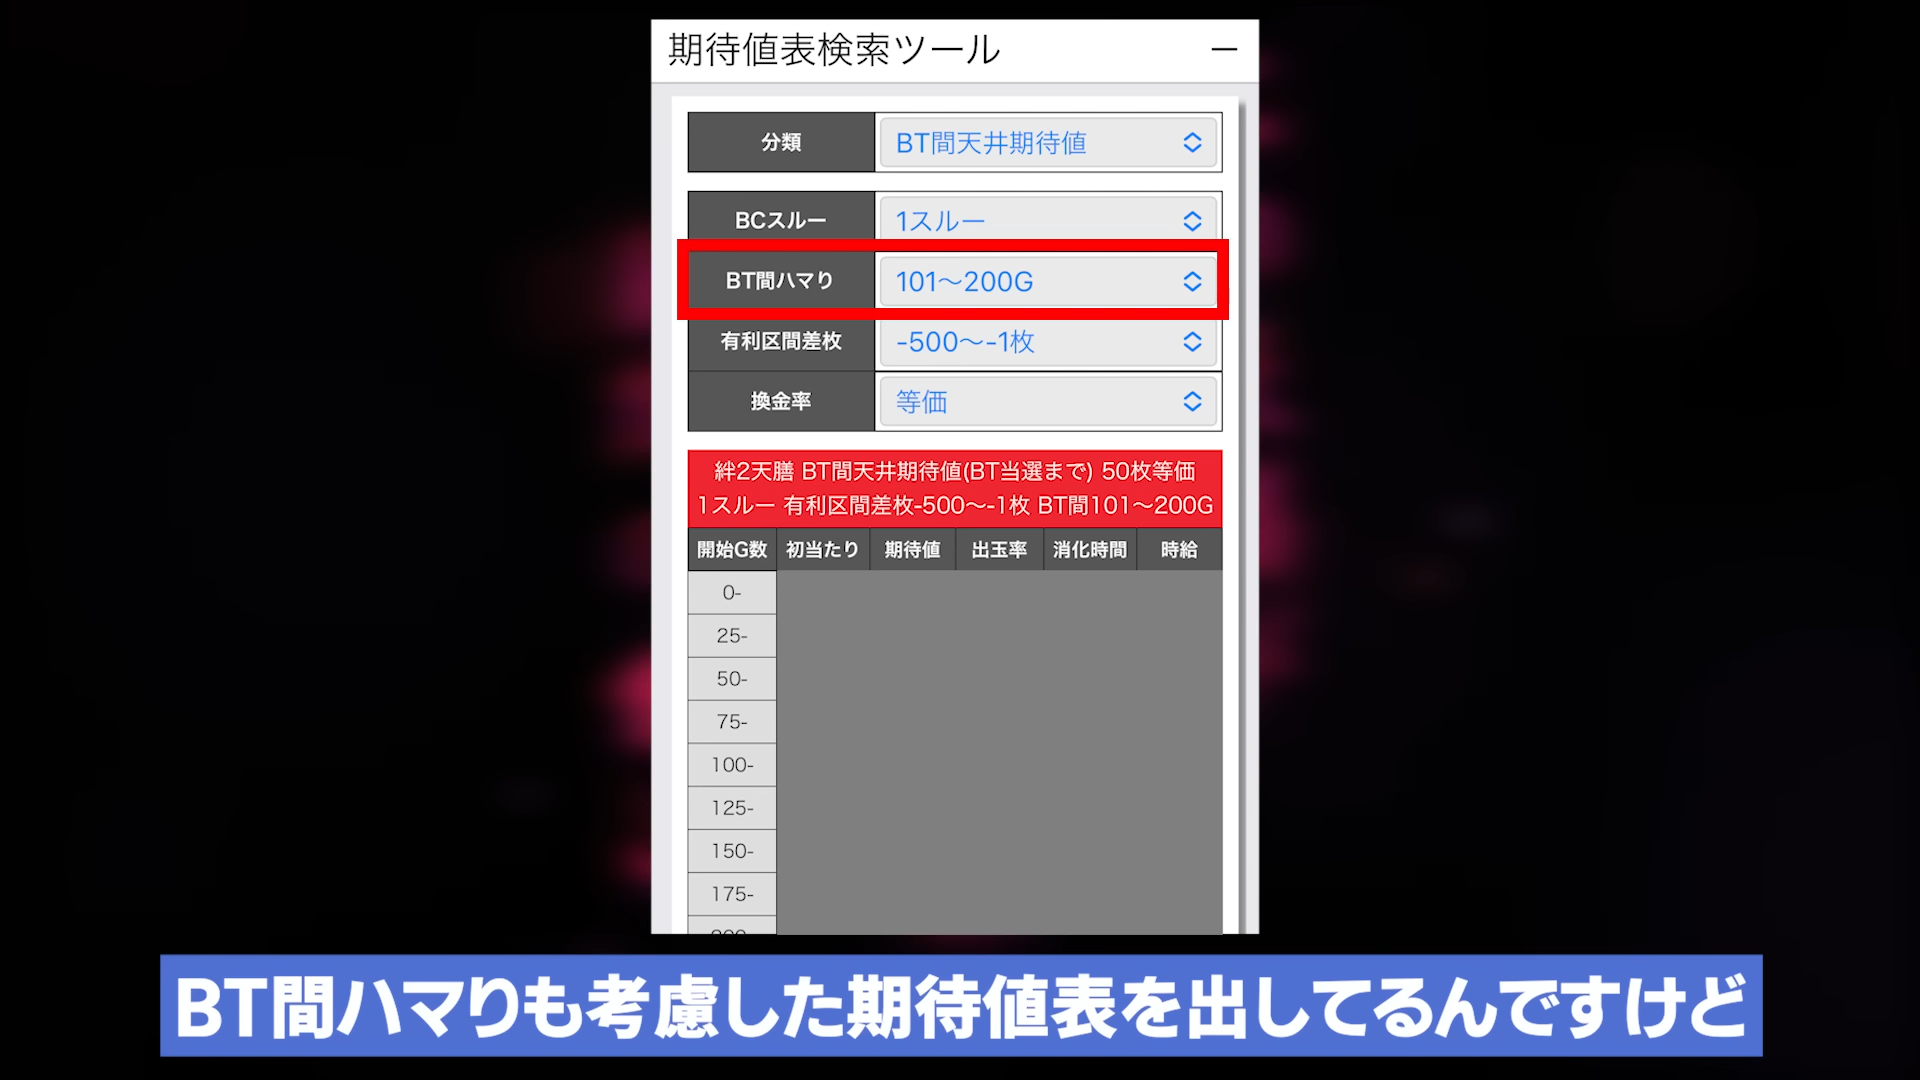 期待値表検索ツール
分類 BT間天井期待値
BCスルー 1スルー
BT間ハマり 101〜200G
有利区間差枚 -500〜-1枚
換金率 等価
絆2天膳 BT間天井期待値(BT当選まで) 50枚等価
1スルー 有利区間差枚-500〜-1枚 BT間101〜200G
開始G数 初当たり 期待値 出玉率 消化時間 時給
0-
25-
50-
75-
100-
125-
150-
175-
BT間ハマりも考慮した期待値表を出してるんですけど